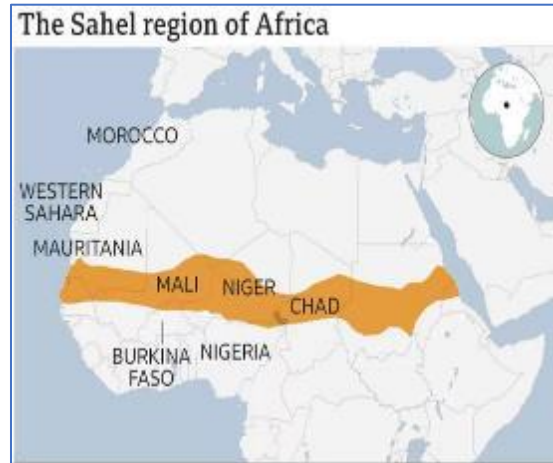 The Sahel region of Africa
MOROCCO
WESTERN
SAHARA
MAURITANIA
MALI
NIGER
CHAD
BURKINA
FASO
NIGERIA